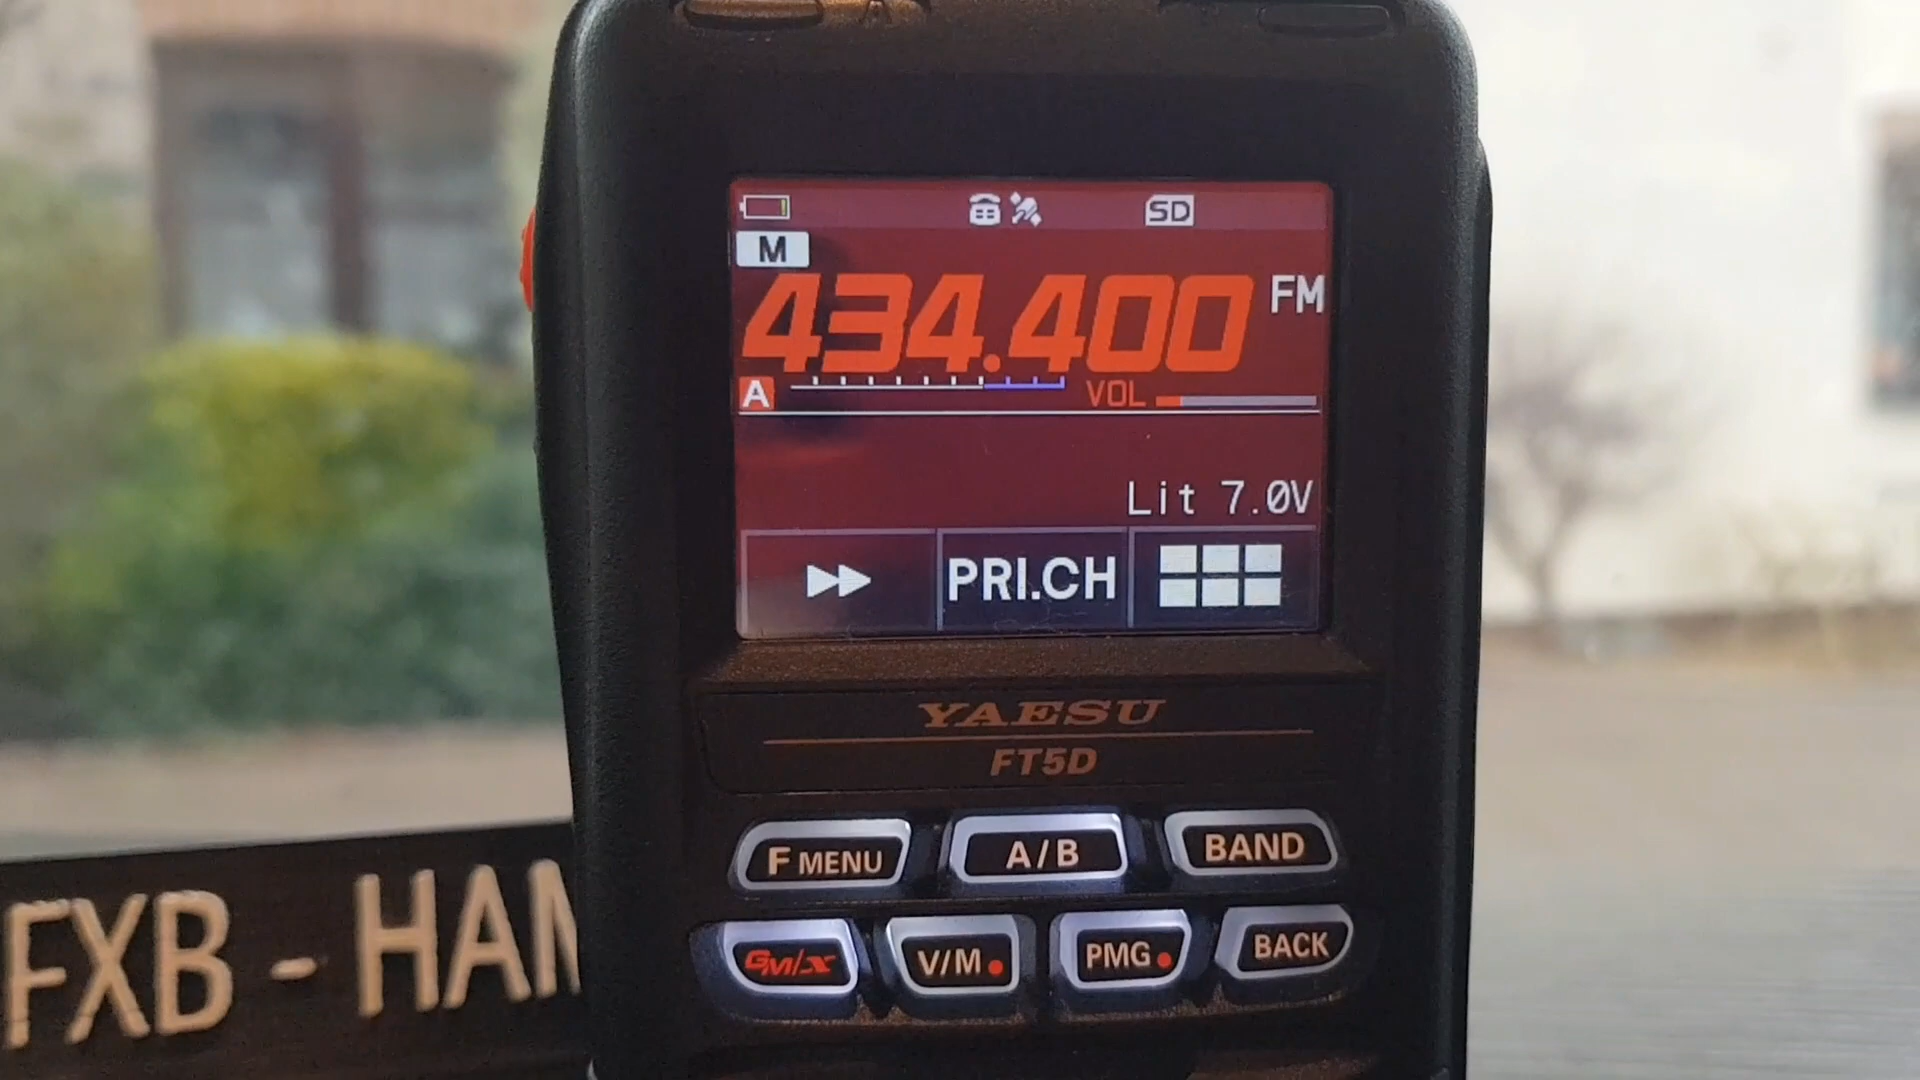 SD
M
434.400 FM
A VOL
Lit 7.0V
PRI.CH
YAESU
FT5D
F MENU A/B BAND
GM/X V/M PMG BACK
FXB - HAM